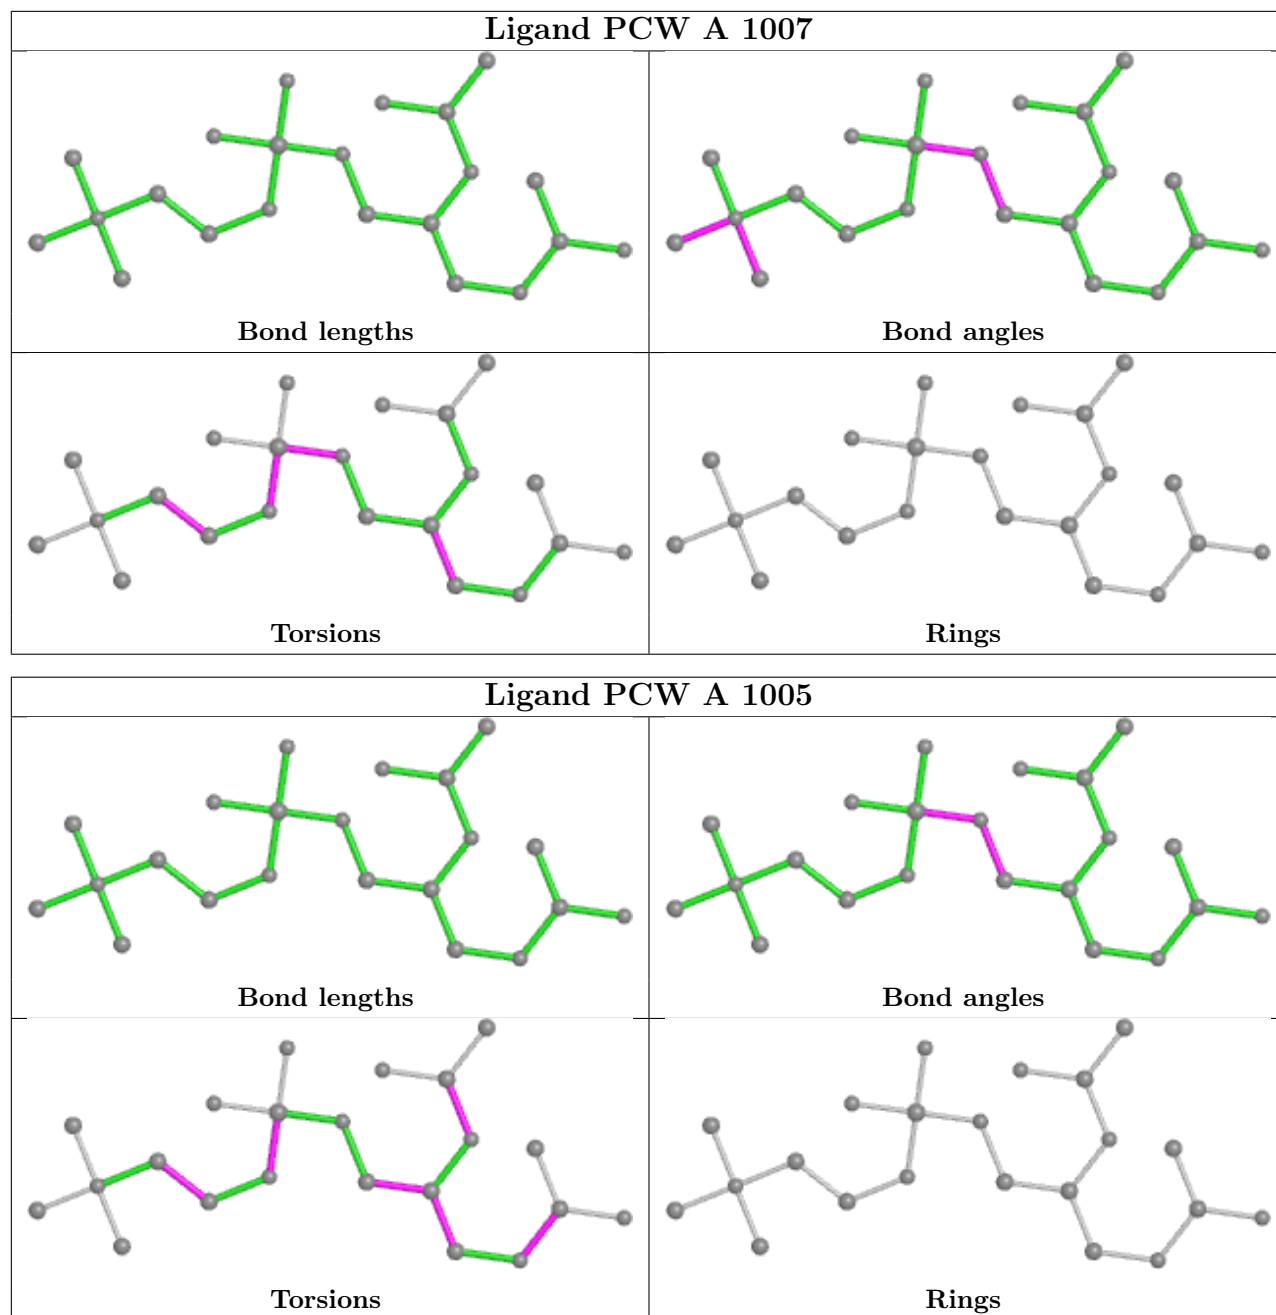 Ligand PCW A 1007
Bond lengths
Bond angles
Torsions
Rings
Ligand PCW A 1005
Bond lengths
Bond angles
Torsions
Rings